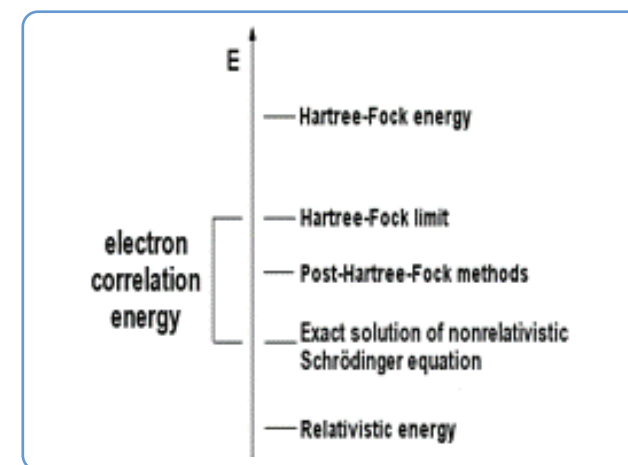 E
Hartree-Fock energy
Hartree-Fock limit
electron
correlation
energy
Post-Hartree-Fock methods
Exact solution of nonrelativistic
Schrödinger equation
Relativistic energy